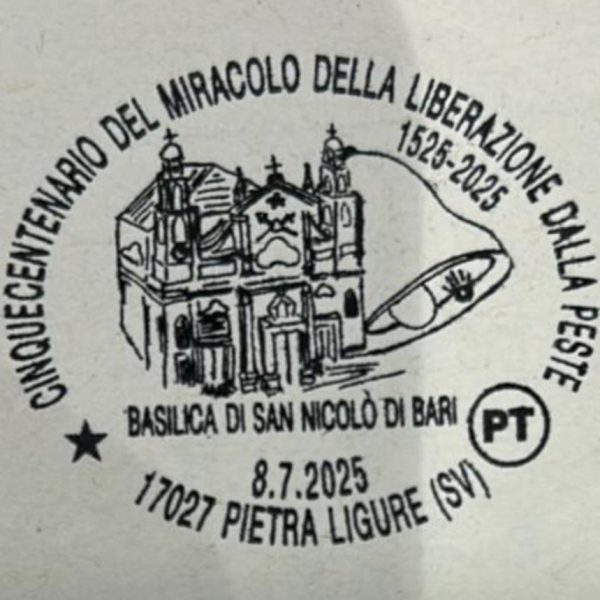 CINQUECENTENARIO DEL MIRACOLO DELLA LIBERAZIONE DALLA PESTE
1525-2025
BASILICA DI SAN NICOLÒ DI BARI
PT
8.7.2025
17027 PIETRA LIGURE (SV)